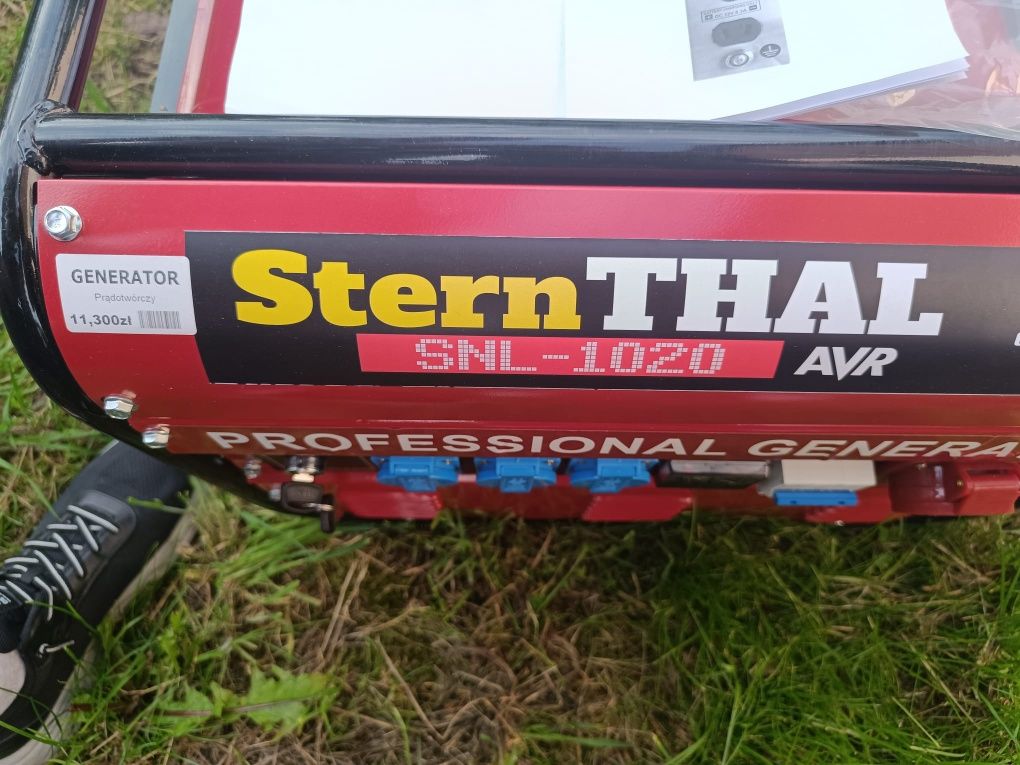 GENERATOR
Prądotwórczy
11,300zł
SternTHAL
SNL-1020
AVR
PROFESSIONAL GENERA